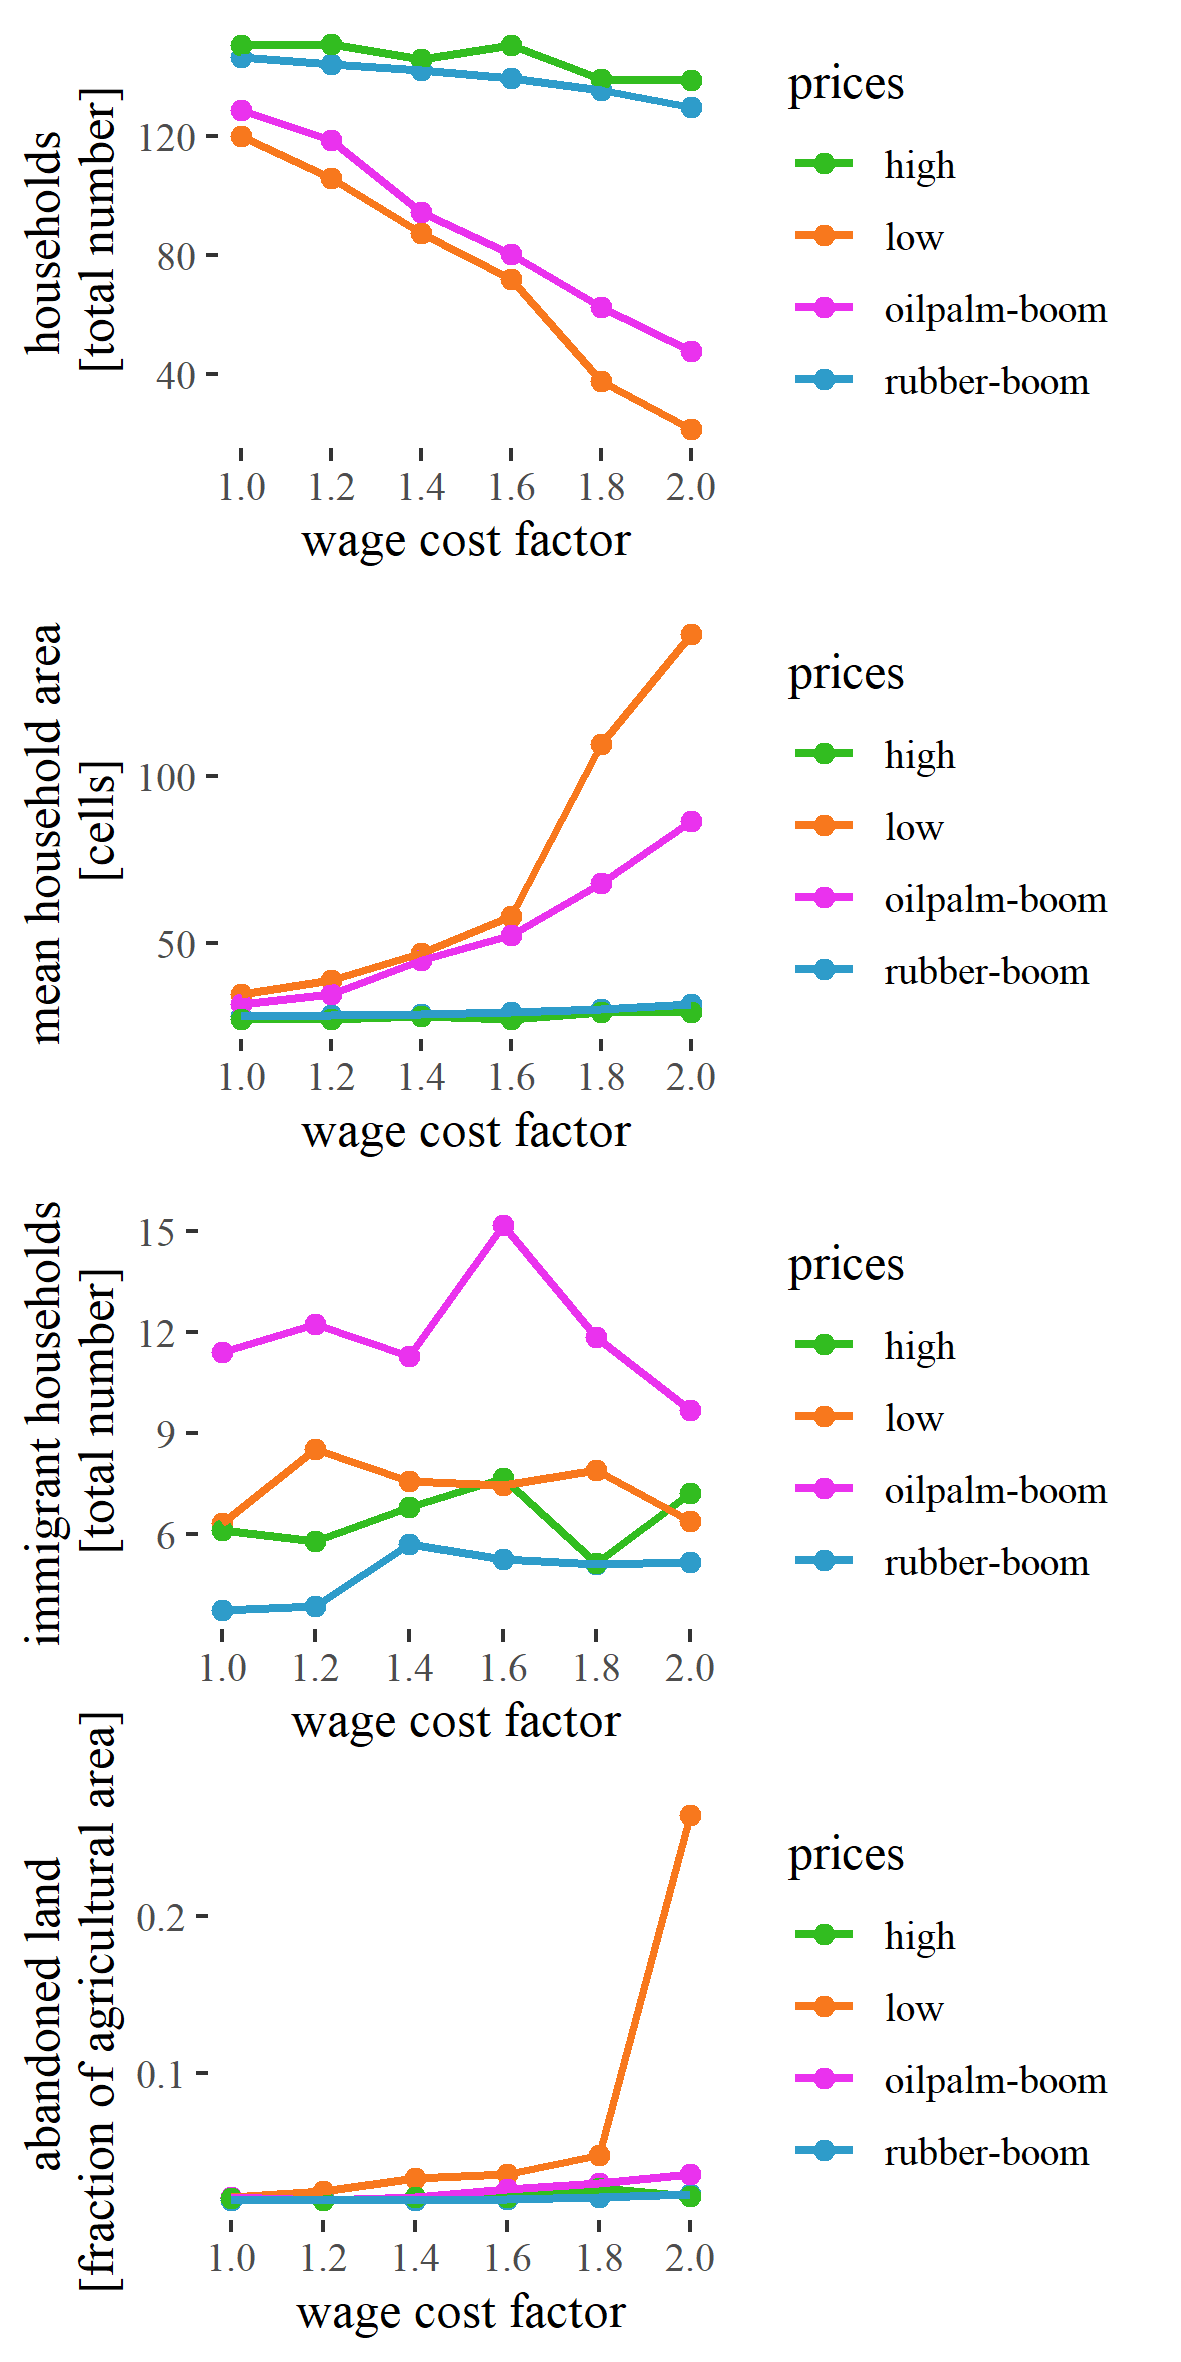 households
[total number]
120
80
40
1.0 1.2 1.4 1.6 1.8 2.0
wage cost factor
prices
high
low
oilpalm-boom
rubber-boom
mean household area
[cells]
100
50
1.0 1.2 1.4 1.6 1.8 2.0
wage cost factor
prices
high
low
oilpalm-boom
rubber-boom
immigrant households
[total number]
15
12
9
6
1.0 1.2 1.4 1.6 1.8 2.0
wage cost factor
prices
high
low
oilpalm-boom
rubber-boom
abandoned land
[fraction of agricultural area]
0.2
0.1
1.0 1.2 1.4 1.6 1.8 2.0
wage cost factor
prices
high
low
oilpalm-boom
rubber-boom